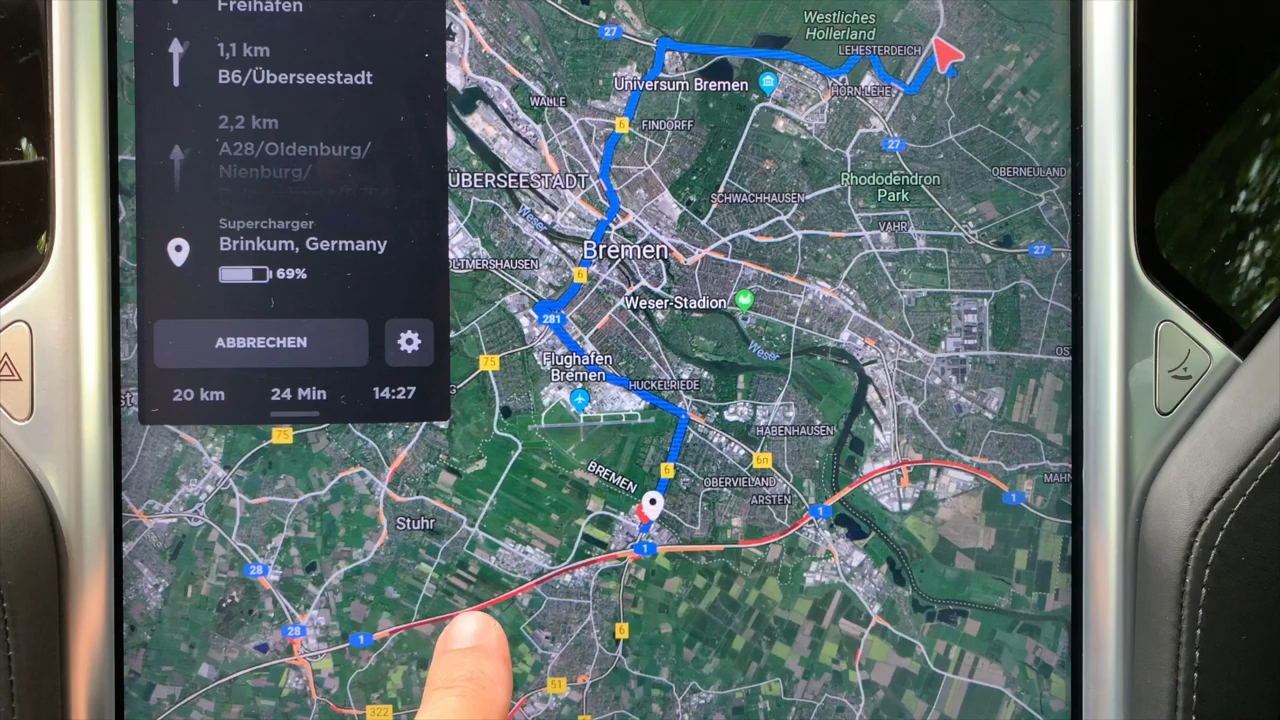 Freihäfen
1,1 km
B6/Überseestadt
2,2 km
A28/Oldenburg/
Nienburg/
Supercharger
Brinkum, Germany
69%
ABBRECHEN
20 km
24 Min
14:27
Westliches
Hollerland
27
LEHESTERDEICH
Universum Bremen
HORN-LEHE
WALLE
6
FINDORFF
27
OBERNEULAND
ÜBERSEESTADT
Rhododendron
Park
SCHWACHHAUSEN
Weser
VAHR
Bremen
27
OLTMERSHAUSEN
6
Weser-Stadion
281
Weser
75
Flughafen
Bremen
HUCKELRIEDE
75
HABENHAUSEN
6n
BREMEN
6
OBERVIELAND
ARSTEN
MAHN
1
1
Stuhr
1
28
28
1
6
51
322